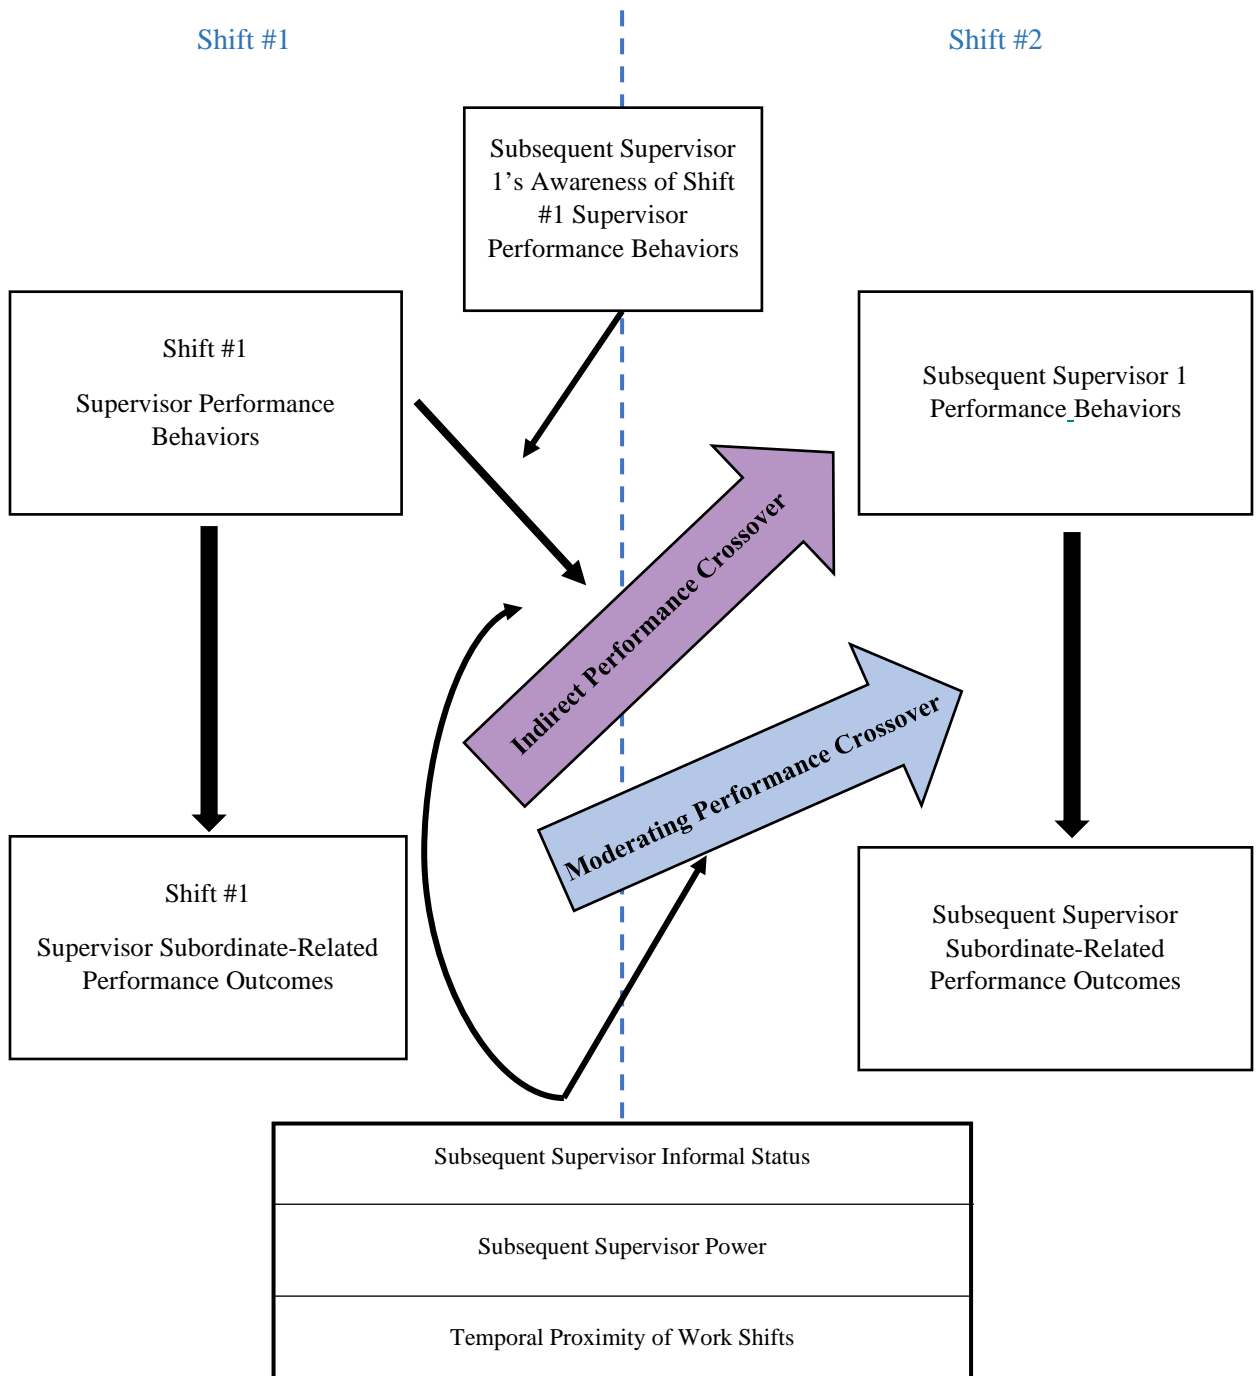 Shift #1
Shift #2
Subsequent Supervisor
1’s Awareness of Shift
#1 Supervisor
Performance Behaviors
Shift #1
Supervisor Performance
Behaviors
Subsequent Supervisor 1
Performance Behaviors
Indirect Performance Crossover
Moderating Performance Crossover
Shift #1
Supervisor Subordinate-Related
Performance Outcomes
Subsequent Supervisor
Subordinate-Related
Performance Outcomes
Subsequent Supervisor Informal Status
Subsequent Supervisor Power
Temporal Proximity of Work Shifts